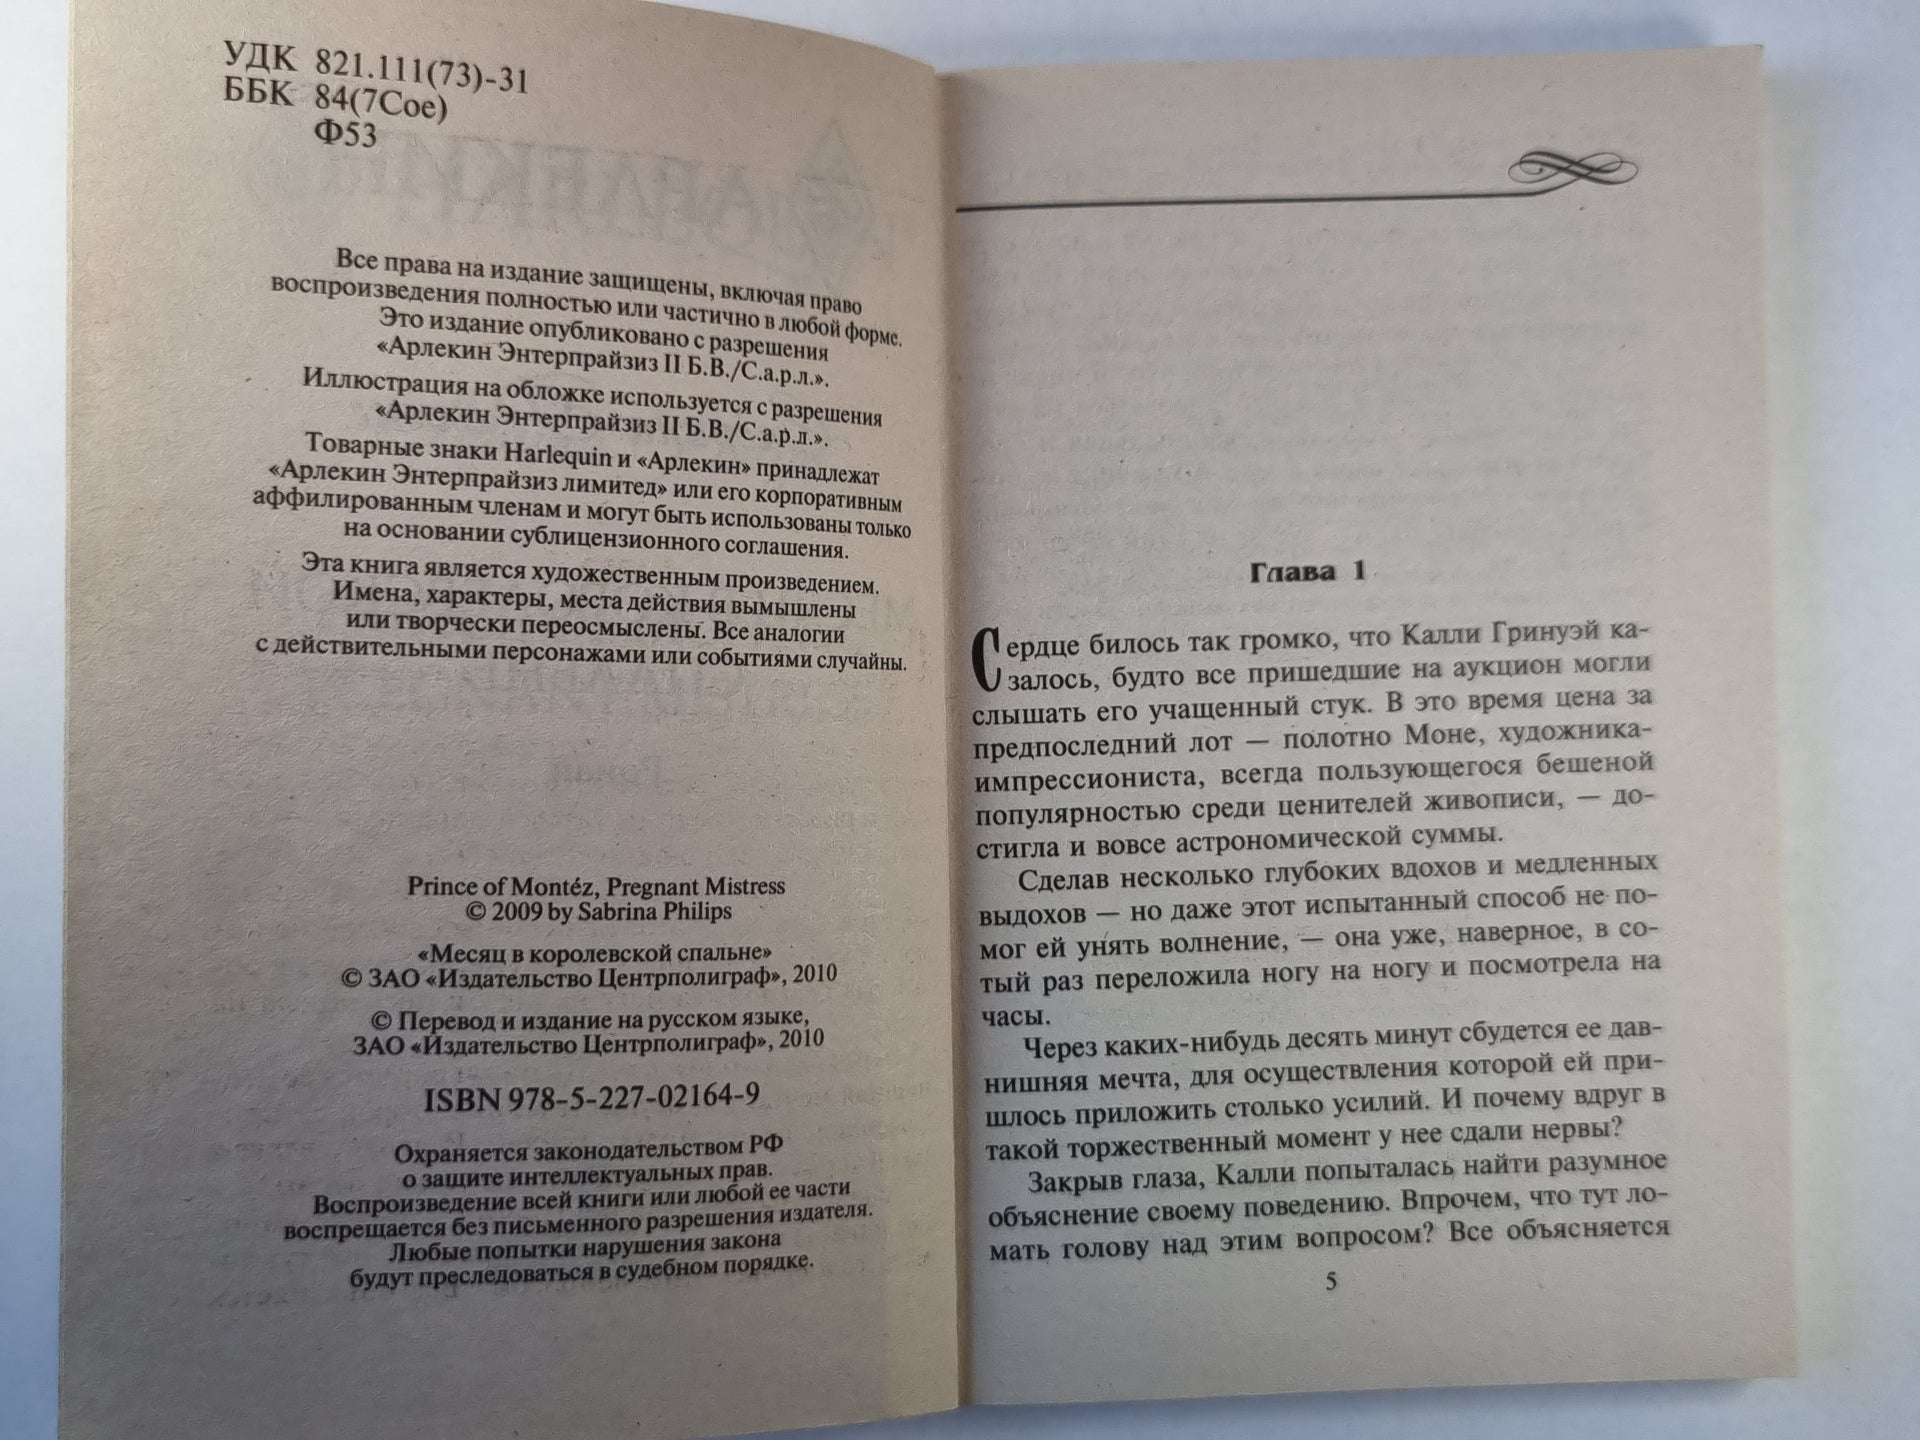 УДК 821.111(73)-31
ББК 84(7Сое)
Ф53
Все права на издание защищены, включая право
воспроизведения полностью или частично в любой форме.
Это издание опубликовано с разрешения
«Арлекин Энтерпрайзиз II Б.В./С.а.р.л.».
Иллюстрация на обложке используется с разрешения
«Арлекин Энтерпрайзиз II Б.В./С.а.р.л.».
Товарные знаки Harlequin и «Арлекин» принадлежат
«Арлекин Энтерпрайзиз лимитед» или его корпоративным
аффилированным членам и могут быть использованы только
на основании сублицензионного соглашения.
Эта книга является художественным произведением.
Имена, характеры, места действия вымышлены
или творчески переосмыслены. Все аналогии
с действительными персонажами или событиями случайны.
Prince of Montéz, Pregnant Mistress
© 2009 by Sabrina Philips
«Месяц в королевской спальне»
© ЗАО «Издательство Центрполиграф», 2010
© Перевод и издание на русском языке,
ЗАО «Издательство Центрполиграф», 2010
ISBN 978-5-227-02164-9
Охраняется законодательством РФ
о защите интеллектуальных прав.
Воспроизведение всей книги или любой ее части
воспрещается без письменного разрешения издателя.
Любые попытки нарушения закона
будут преследоваться в судебном порядке.
Глава 1
Сердце билось так громко, что Калли Гринуэй ка-
залось, будто все пришедшие на аукцион могли
слышать его учащенный стук. В это время цена за
предпоследний лот — полотно Моне, художника-
импрессиониста, всегда пользующегося бешеной
популярностью среди ценителей живописи, — до-
стигла и вовсе астрономической суммы.
Сделав несколько глубоких вдохов и медленных
выдохов — но даже этот испытанный способ не по-
мог ей унять волнение, — она уже, наверное, в со-
тый раз переложила ногу на ногу и посмотрела на
часы.
Через каких-нибудь десять минут сбудется ее дав-
нишняя мечта, для осуществления которой ей при-
шлось приложить столько усилий. И почему вдруг в
такой торжественный момент у нее сдали нервы?
Закрыв глаза, Калли попыталась найти разумное
объяснение своему поведению. Впрочем, что тут ло-
мать голову над этим вопросом? Все объясняется
5